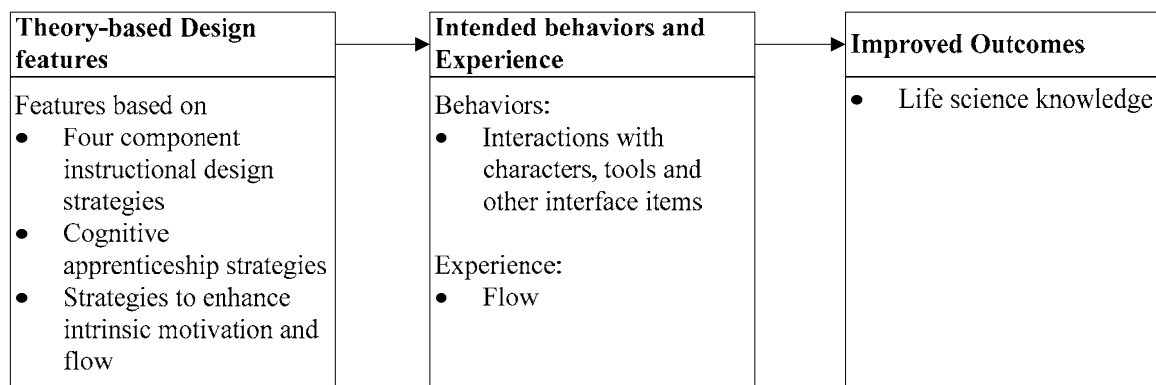 Theory-based Design
features
Features based on
• Four component
instructional design
strategies
• Cognitive
apprenticeship strategies
• Strategies to enhance
intrinsic motivation and
flow
Intended behaviors and
Experience
Behaviors:
• Interactions with
characters, tools and
other interface items
Experience:
• Flow
Improved Outcomes
• Life science knowledge